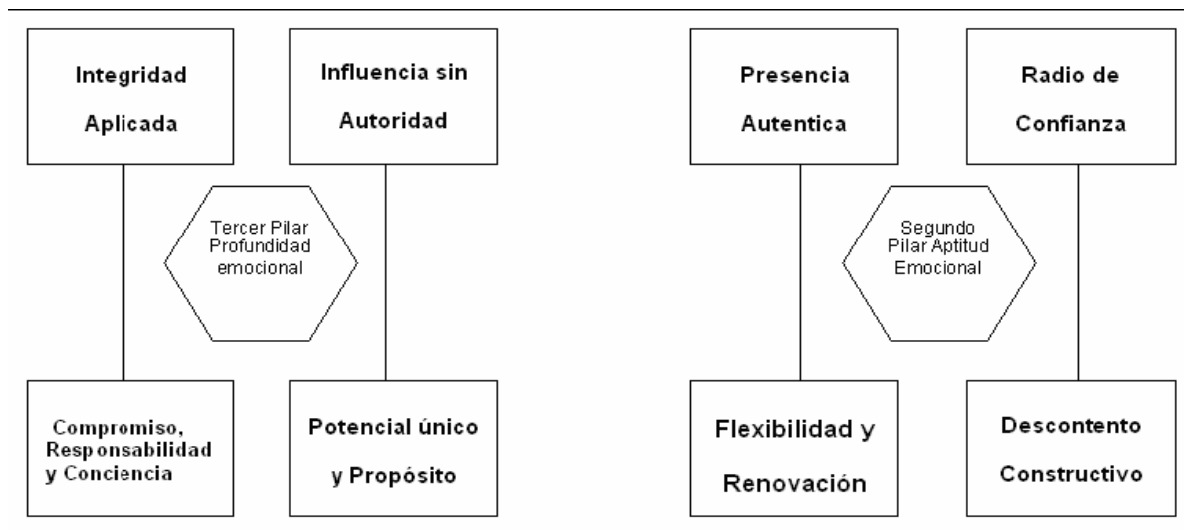 Integridad
Aplicada
Influencia sin
Autoridad
Presencia
Autentica
Radio de
Confianza
Tercer Pilar
Profundidad
emocional
Segundo
Pilar Aptitud
Emocional
Compromiso,
Responsabilidad
y Conciencia
Potencial único
y Propósito
Flexibilidad y
Renovación
Descontento
Constructivo